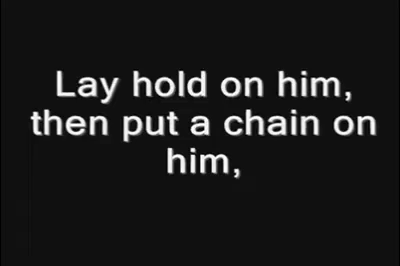 Lay hold on him,
then put a chain on
him,